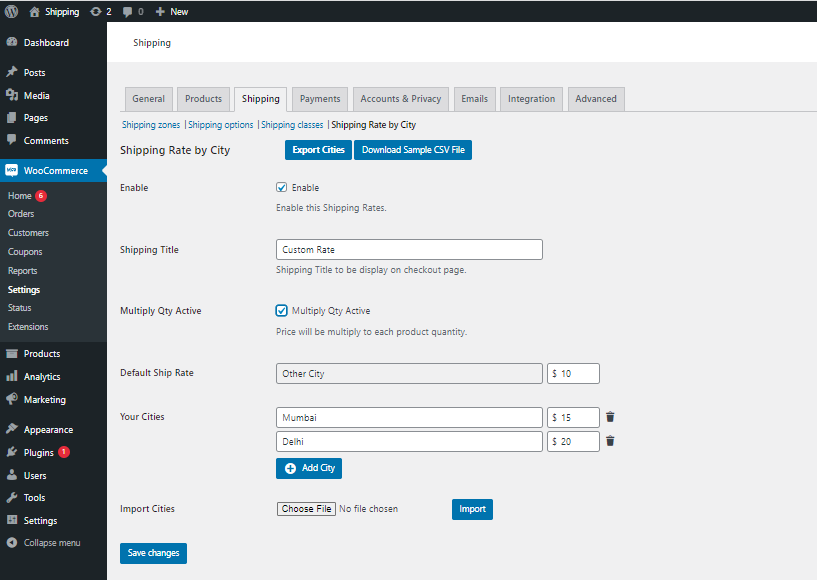 Shipping 2 0 New
Dashboard
Posts
Media
Pages
Comments
WooCommerce
Home 6
Orders
Customers
Coupons
Reports
Settings
Status
Extensions
Products
Analytics
Marketing
Appearance
Plugins 1
Users
Tools
Settings
Collapse menu
Shipping
General Products Shipping Payments Accounts & Privacy Emails Integration Advanced
Shipping zones | Shipping options | Shipping classes | Shipping Rate by City
Shipping Rate by City Export Cities Download Sample CSV File
Enable Enable
Enable this Shipping Rates.
Shipping Title Custom Rate
Shipping Title to be display on checkout page.
Multiply Qty Active Multiply Qty Active
Price will be multiply to each product quantity.
Default Ship Rate Other City $ 10
Your Cities Mumbai $ 15
Delhi $ 20
Add City
Import Cities Choose File No file chosen Import
Save changes